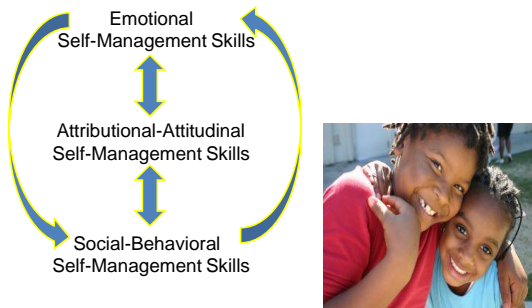 Emotional
Self-Management Skills
Attributional-Attitudinal
Self-Management Skills
Social-Behavioral
Self-Management Skills